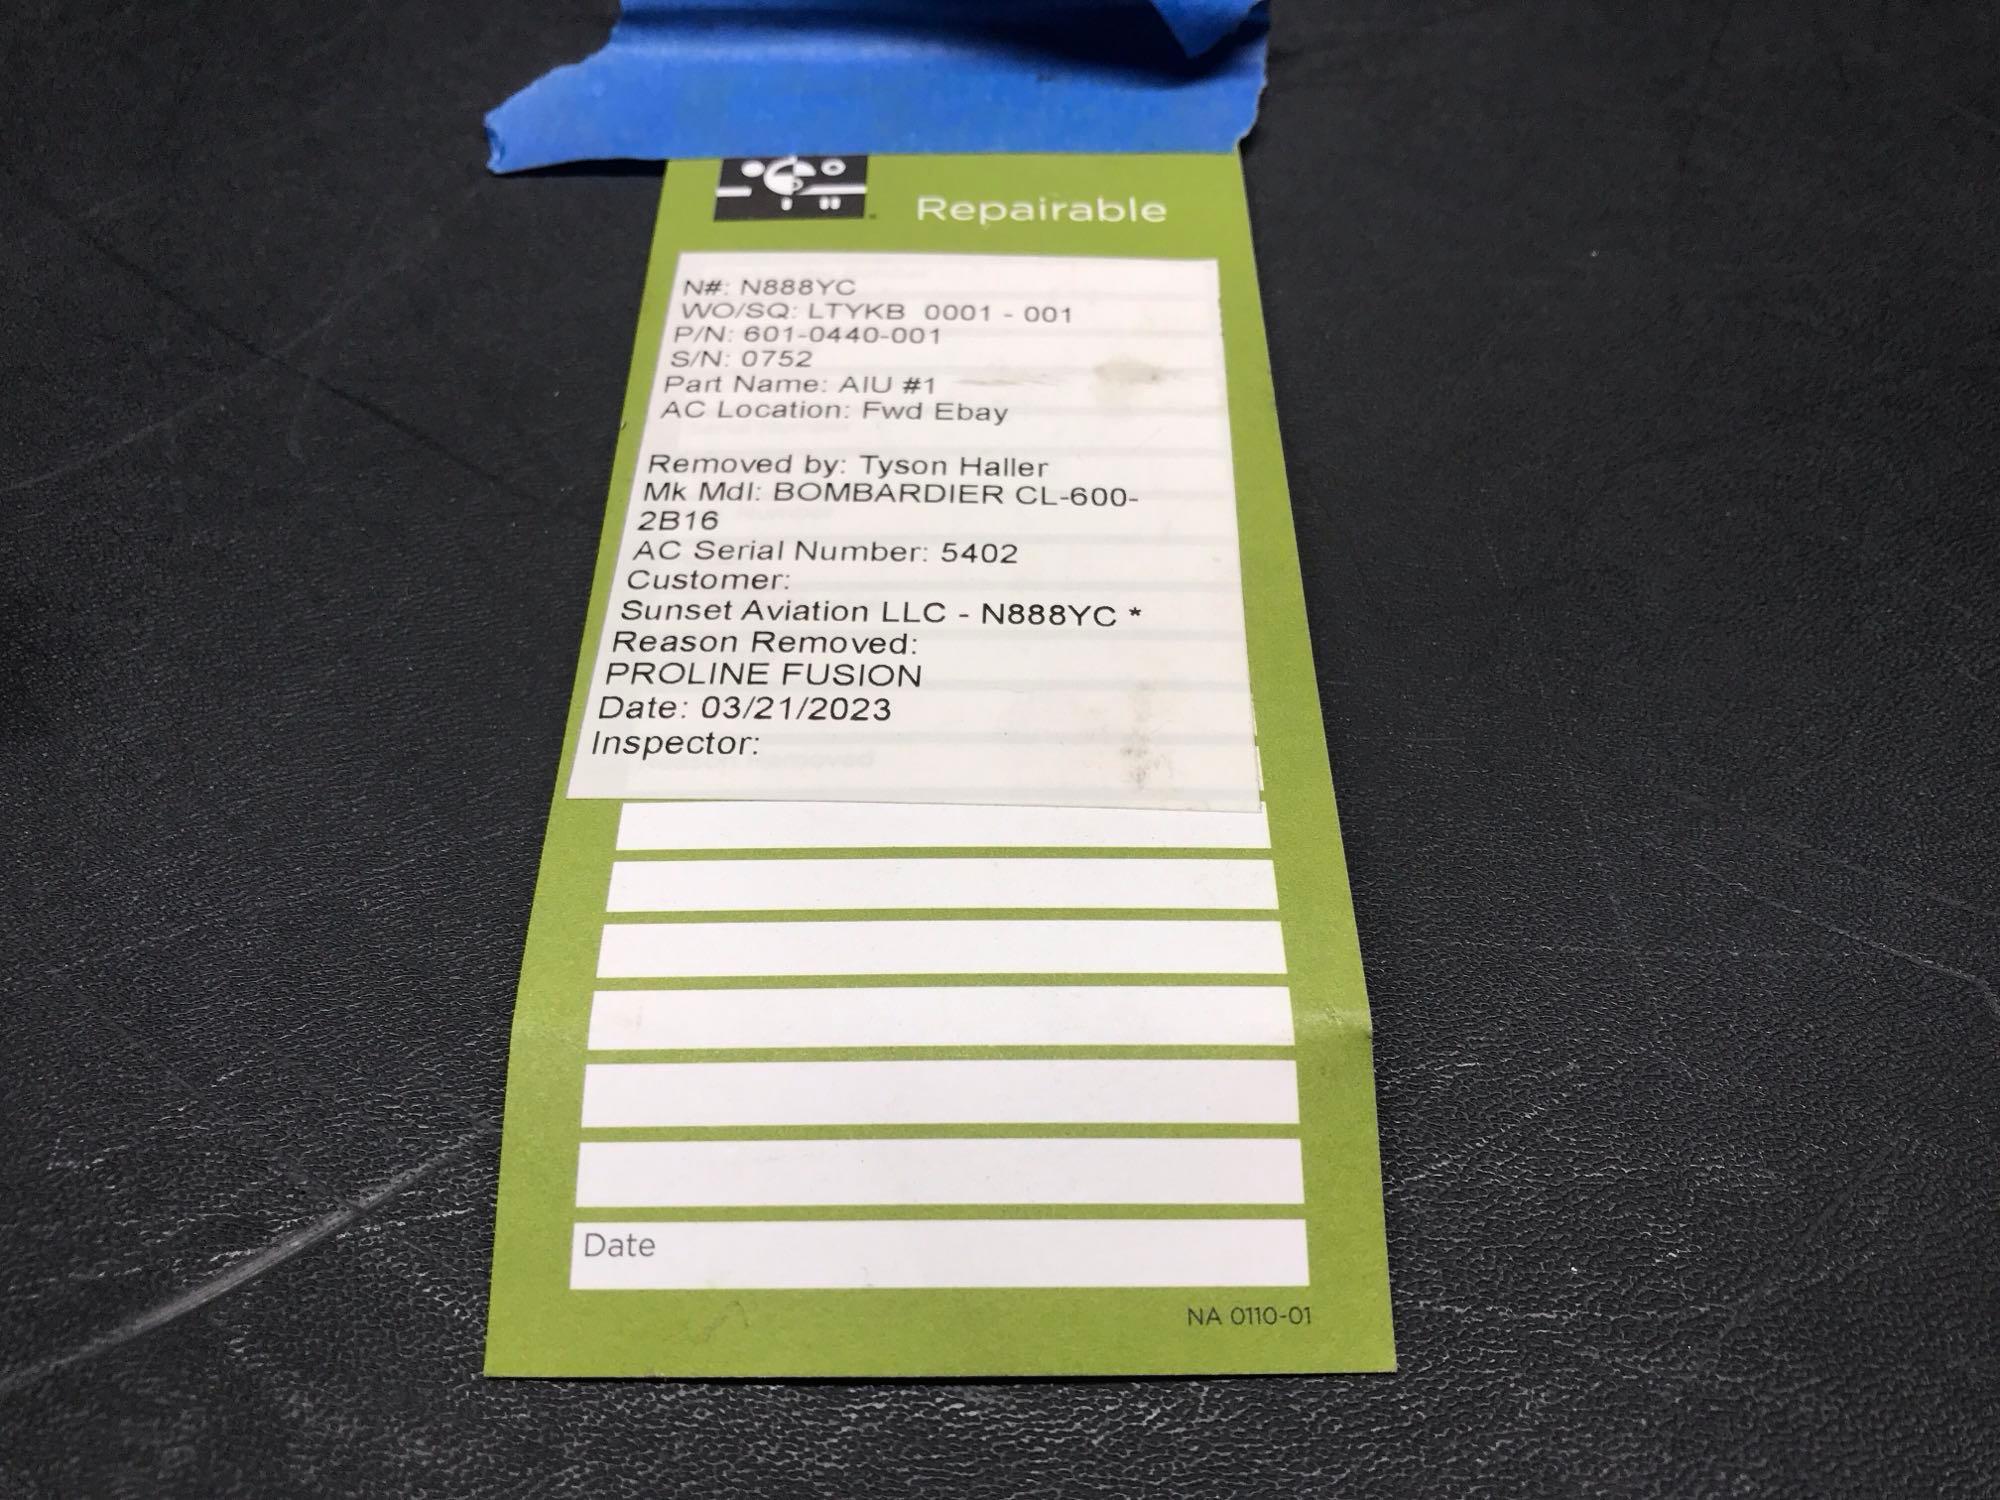 Repairable
N#: N888YC
WO/SQ: LTYKB 0001 - 001
P/N: 601-0440-001
S/N: 0752
Part Name: AIU #1
AC Location: Fwd Ebay
Removed by: Tyson Haller
Mk Mdl: BOMBARDIER CL-600-
2B16
AC Serial Number: 5402
Customer:
Sunset Aviation LLC - N888YC *
Reason Removed:
PROLINE FUSION
Date: 03/21/2023
Inspector:
Reason Removed
Date
NA 0110-01